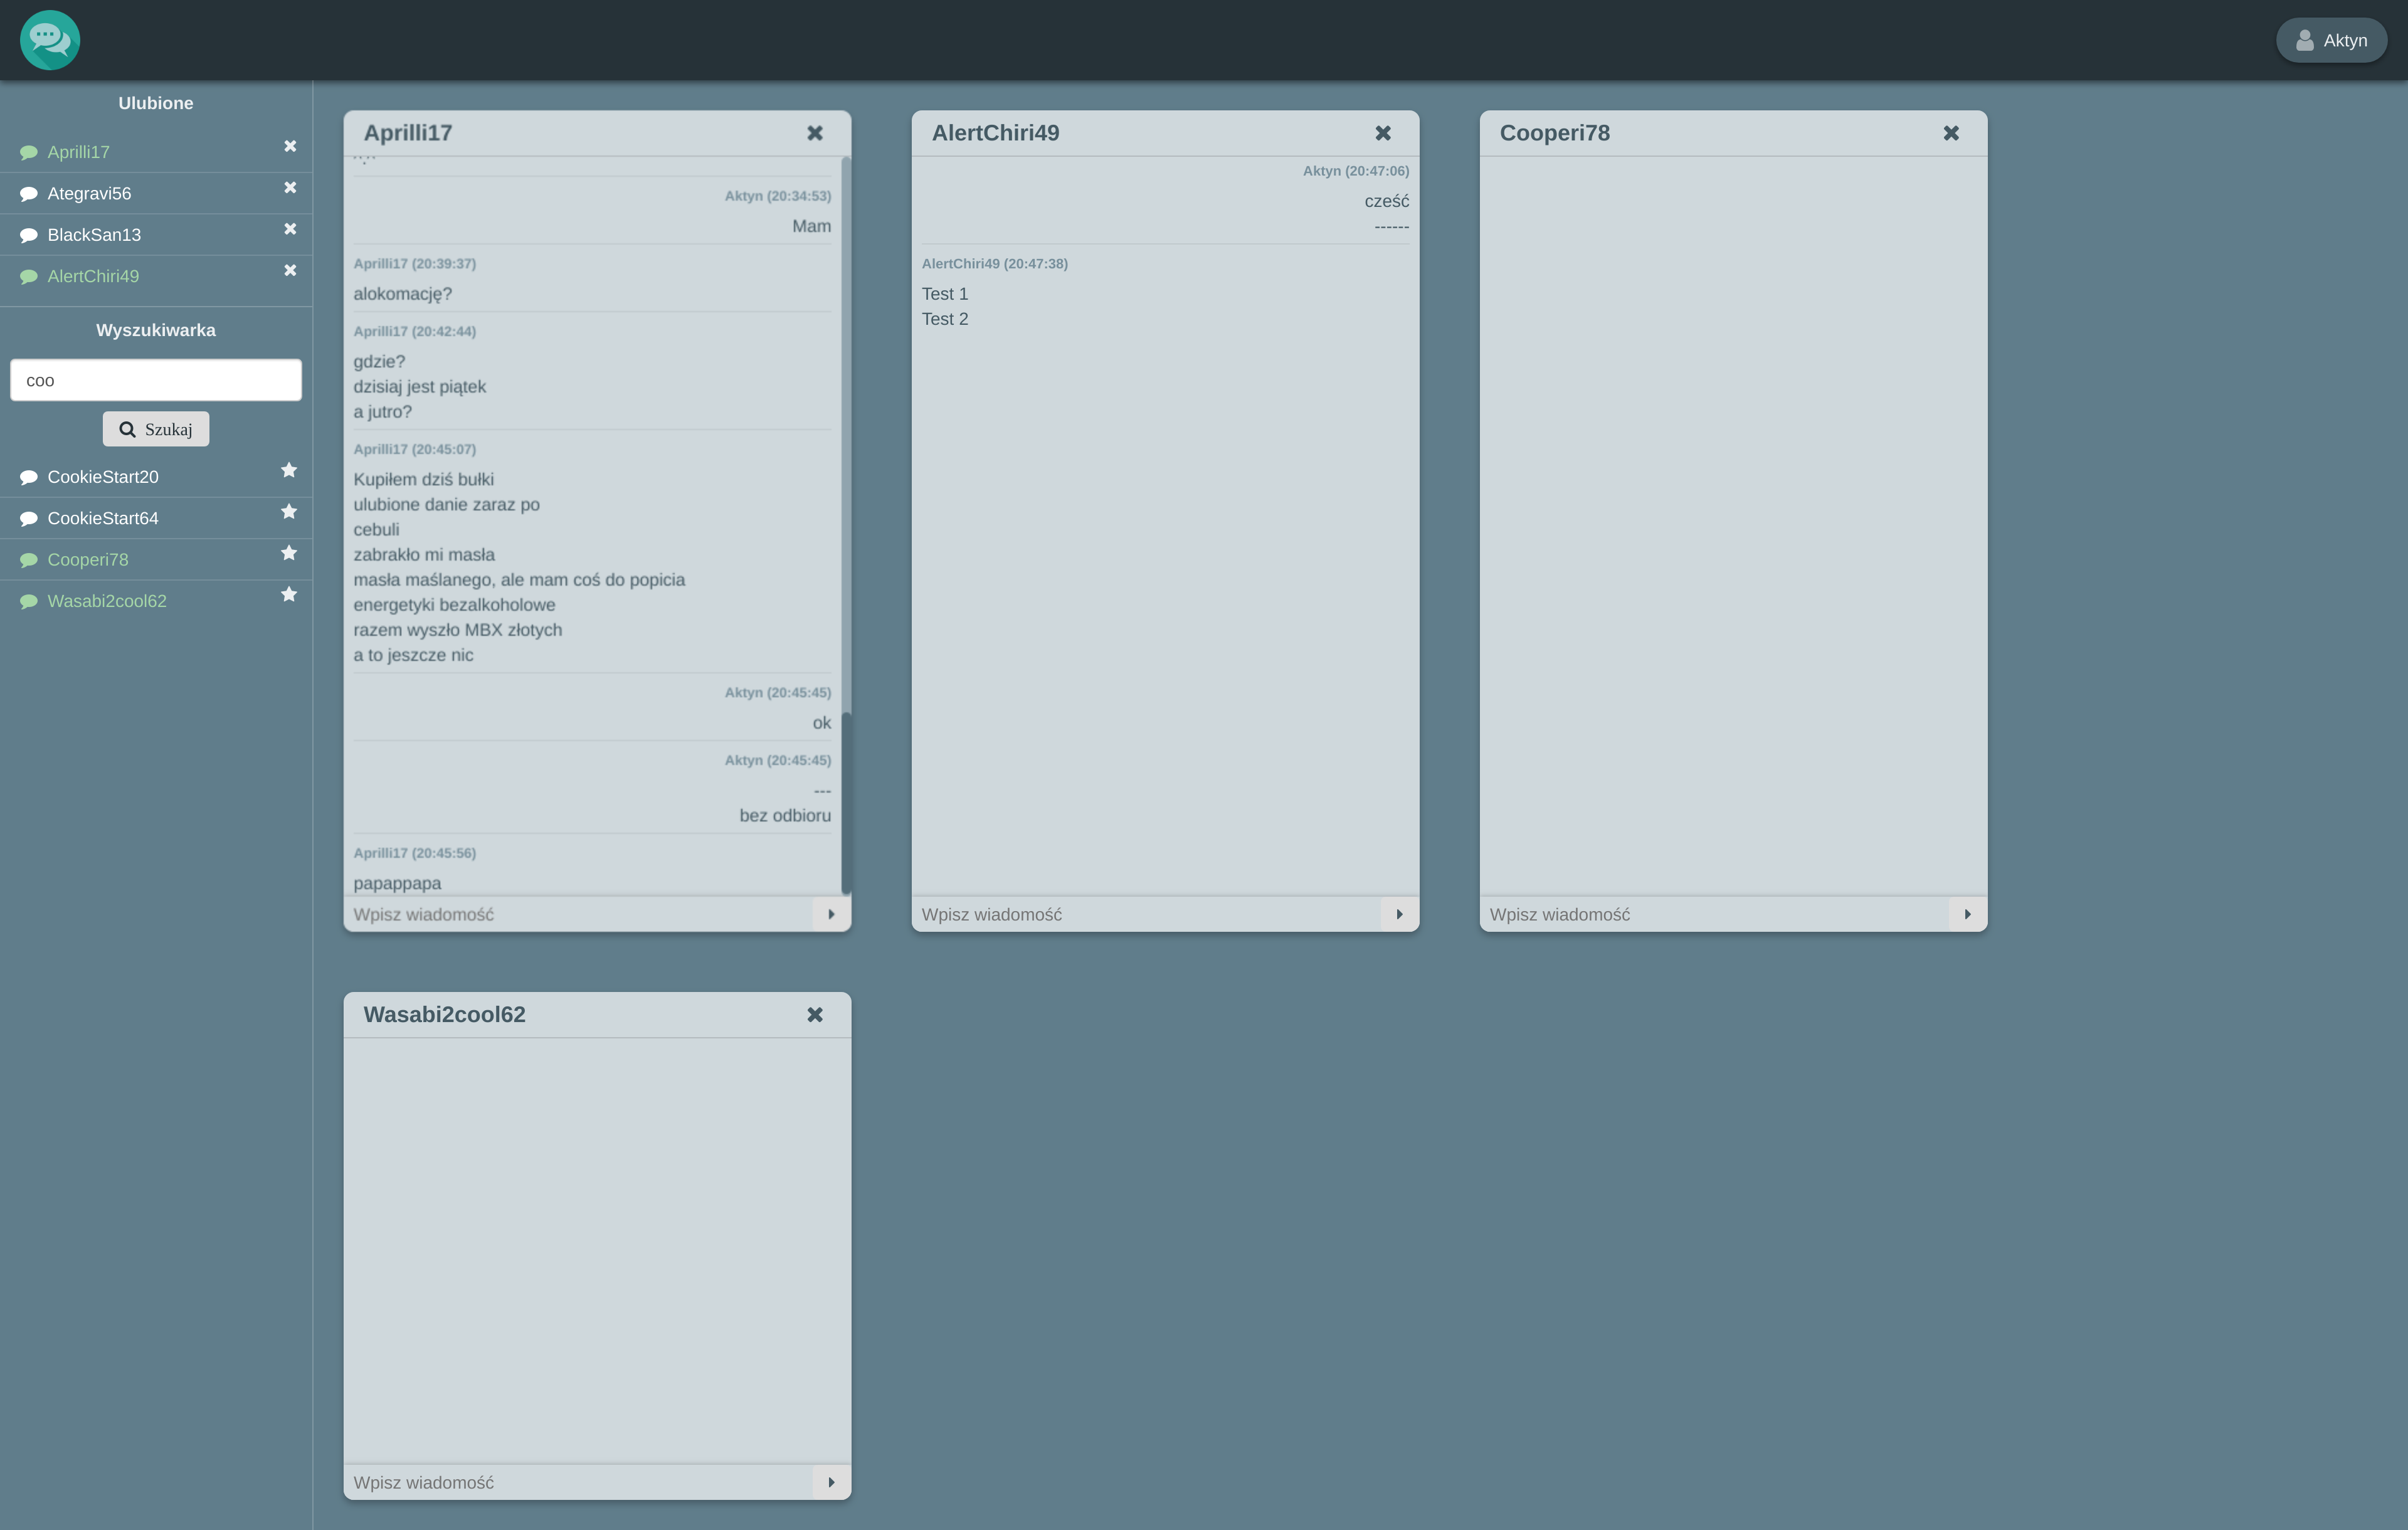 Aktyn
Ulubione
Aprilli17
Ategravi56
BlackSan13
AlertChiri49
Wyszukiwarka
coo
Szukaj
CookieStart20
CookieStart64
Cooperi78
Wasabi2cool62
Aprilli17
Aktyn (20:34:53)
Mam
Aprilli17 (20:39:37)
alokomację?
Aprilli17 (20:42:44)
gdzie?
dzisiaj jest piątek
a jutro?
Aprilli17 (20:45:07)
Kupiłem dziś bułki
ulubione danie zaraz po
cebuli
zabrakło mi masła
masła maślanego, ale mam coś do popicia
energetyki bezalkoholowe
razem wyszło MBX złotych
a to jeszcze nic
Aktyn (20:45:45)
ok
Aktyn (20:45:45)
---
bez odbioru
Aprilli17 (20:45:56)
papappapa
Wpisz wiadomość
AlertChiri49
Aktyn (20:47:06)
cześć
------
AlertChiri49 (20:47:38)
Test 1
Test 2
Wpisz wiadomość
Cooperi78
Wpisz wiadomość
Wasabi2cool62
Wpisz wiadomość